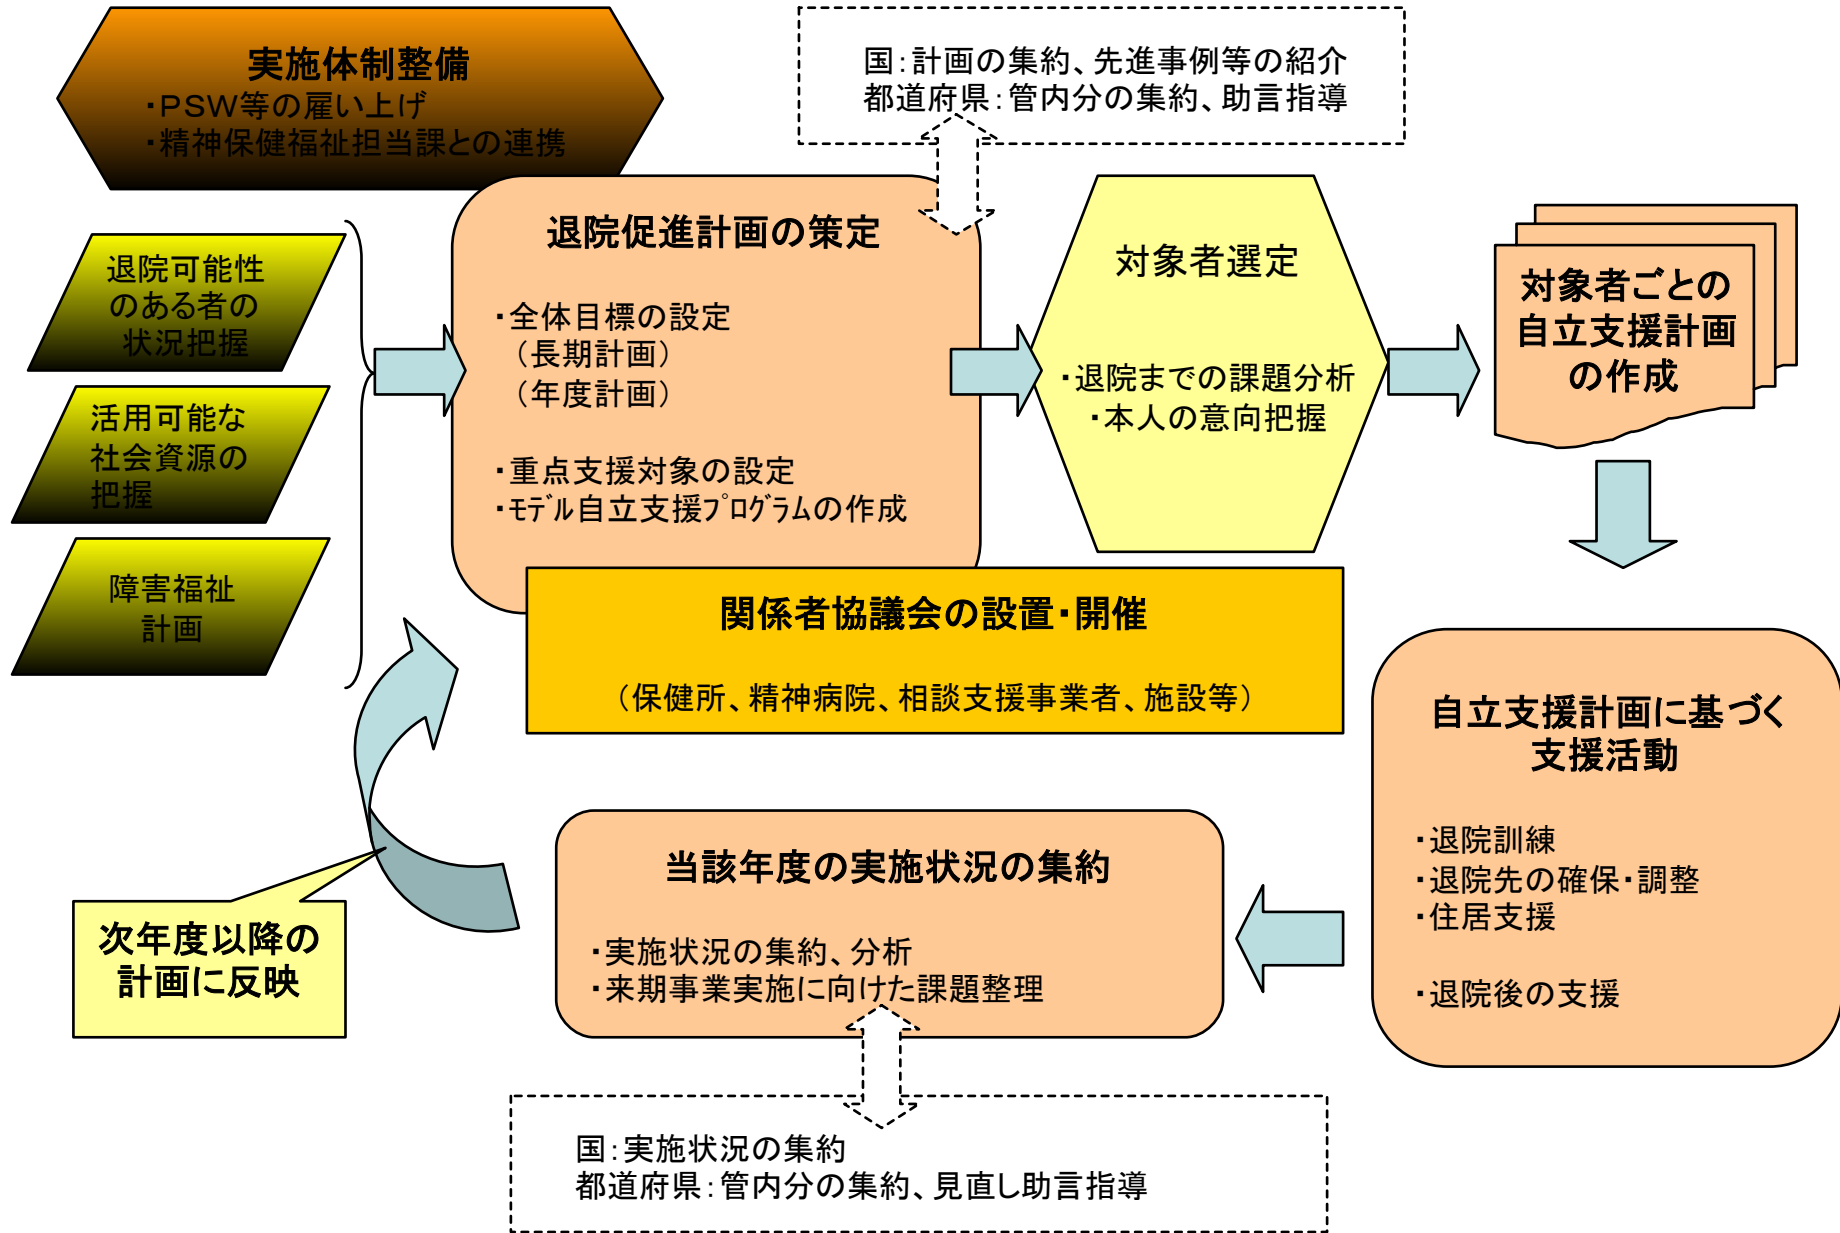 実施体制整備
・PSW等の雇い上げ
・精神保健福祉担当課との連携
国：計画の集約、先進事例等の紹介
都道府県：管内分の集約、助言指導
退院可能性
のある者の
状況把握
活用可能な
社会資源の
把握
障害福祉
計画
退院促進計画の策定
・全体目標の設定
（長期計画）
（年度計画）
・重点支援対象の設定
・ﾓﾃﾞﾙ自立支援ﾌﾟﾛｸﾞﾗﾑの作成
対象者選定
・退院までの課題分析
・本人の意向把握
対象者ごとの
自立支援計画
の作成
関係者協議会の設置・開催
（保健所、精神病院、相談支援事業者、施設等）
自立支援計画に基づく
支援活動
・退院訓練
・退院先の確保・調整
・住居支援
・退院後の支援
当該年度の実施状況の集約
・実施状況の集約、分析
・来期事業実施に向けた課題整理
次年度以降の
計画に反映
国：実施状況の集約
都道府県：管内分の集約、見直し助言指導